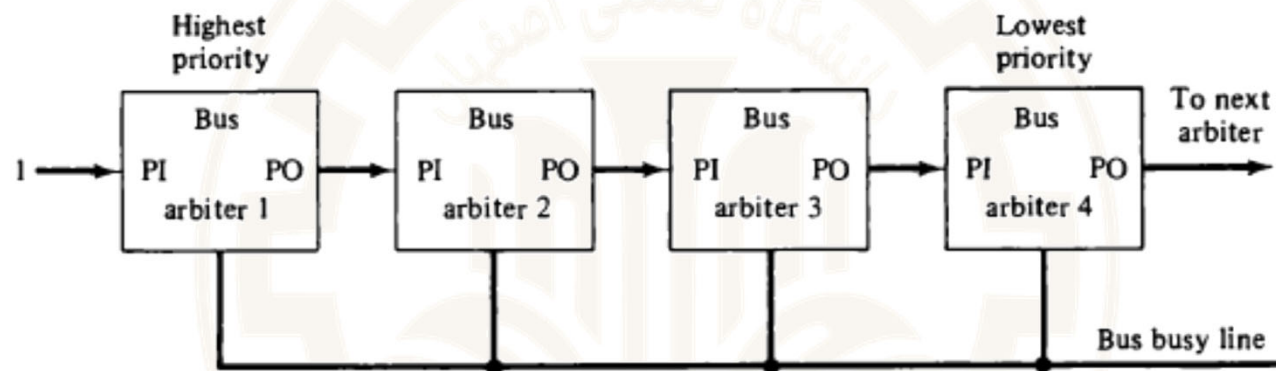 Highest
priority
Lowest
priority
To next
arbiter
1
Bus
PI PO
arbiter 1
Bus
PI PO
arbiter 2
Bus
PI PO
arbiter 3
Bus
PI PO
arbiter 4
Bus busy line